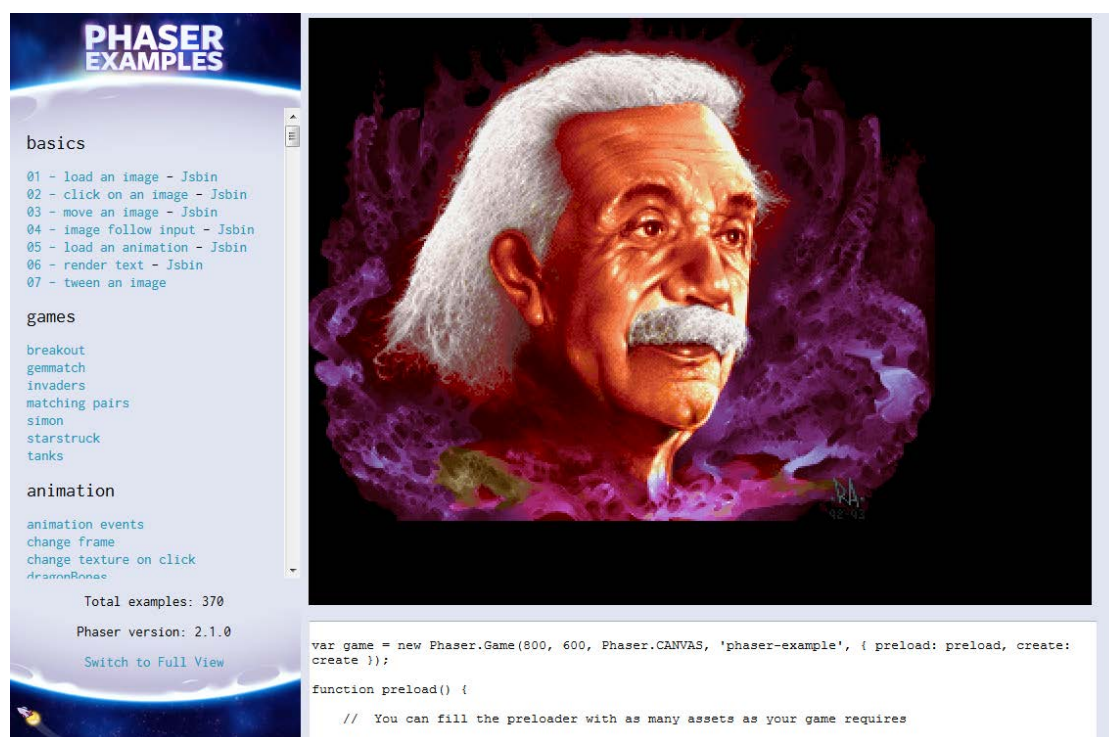 PHASER
EXAMPLES
basics
01 - load an image - Jsbin
02 - click on an image - Jsbin
03 - move an image - Jsbin
04 - image follow input - Jsbin
05 - load an animation - Jsbin
06 - render text - Jsbin
07 - tween an image
games
breakout
gemmatch
invaders
matching pairs
simon
starstruck
tanks
animation
animation events
change frame
change texture on click
dragonBones
Total examples: 370
Phaser version: 2.1.0
Switch to Full View
RA.
92-93
var game = new Phaser.Game(800, 600, Phaser.CANVAS, 'phaser-example', { preload: preload, create:
create });
function preload() {
//  You can fill the preloader with as many assets as your game requires